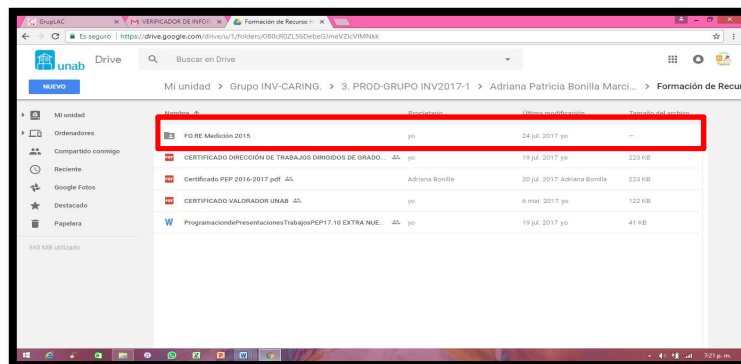 GrupLAC
VERIFICADOR DE INFOR
Formación de Recurso H
Es seguro | https://drive.google.com/drive/u/1/folders/
unab Drive Buscar en Drive
NUEVO Mi unidad > Grupo INV-CARING. > 3. PROD-GRUPO INV2017-1 > Adriana Patricia Bonilla Marci... > Formación de Recur
Mi unidad
Ordenadores
Compartido conmigo
Reciente
Google Fotos
Destacado
Papelera
360 MB utilizado
Nombre Propietario Última modificación Tamaño del archivo
FO.RE Medición 2015 yo 24 jul. 2017 yo —
PDF CERTIFICADO DIRECCIÓN DE TRABAJOS DIRIGIDOS DE GRADO... yo 19 jul. 2017 yo 223 KB
PDF Certificado PEP 2016-2017.pdf Adriana Bonilla 20 jul. 2017 Adriana Bonilla 223 KB
PDF CERTIFICADO VALORADOR UNAB yo 6 mar. 2017 yo 122 KB
W ProgramaciondePresentacionesTrabajosPEP17.10 EXTRA NUE... yo 19 jul. 2017 yo 41 KB
7:21 p. m.